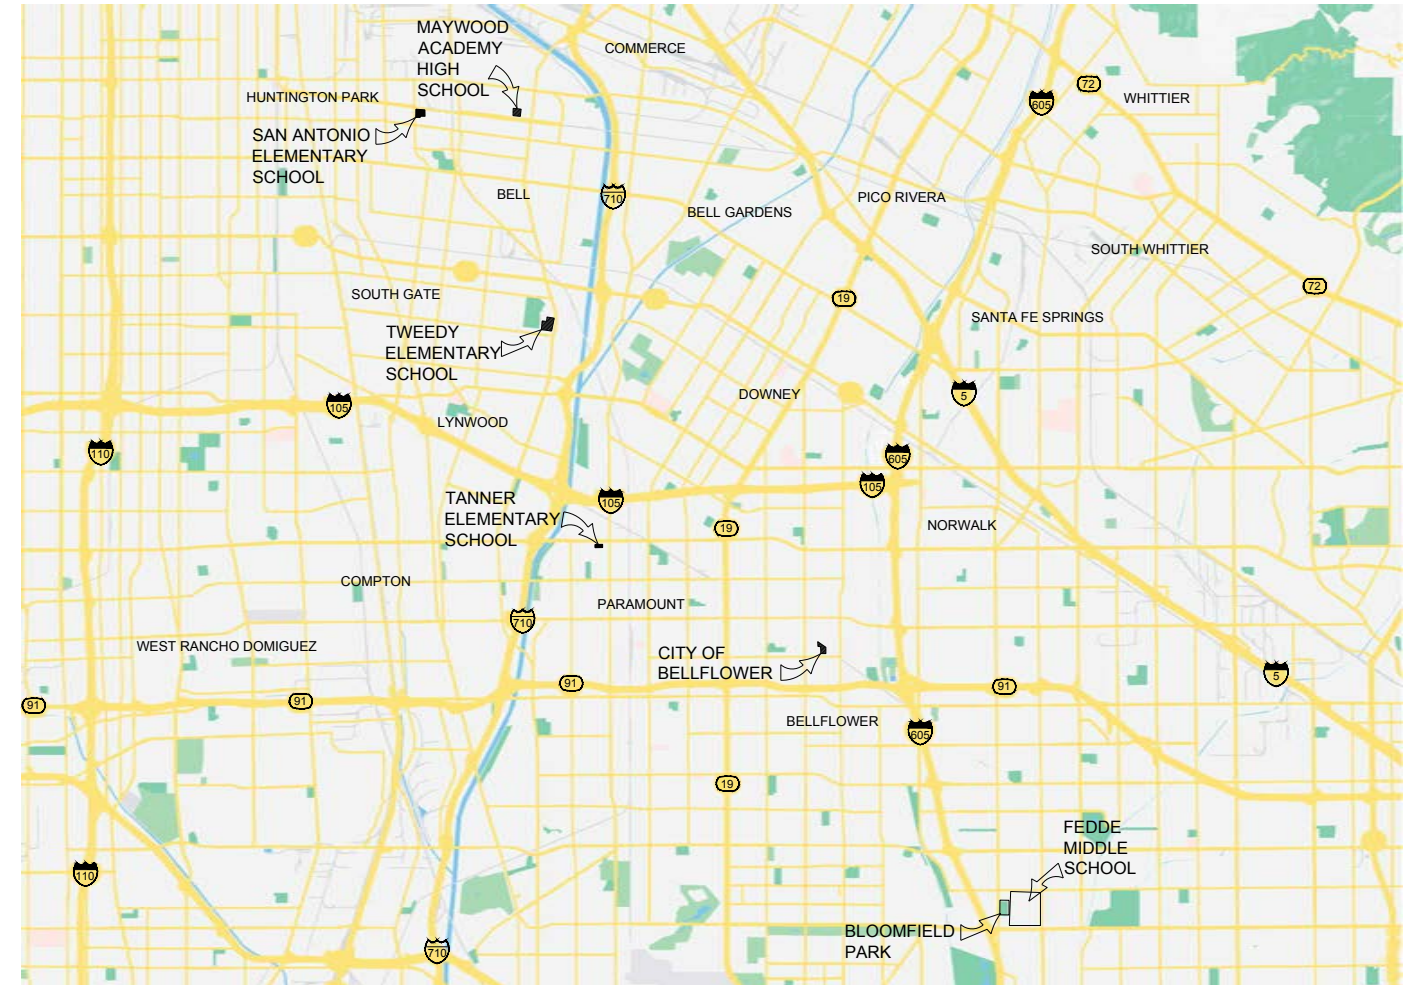 MAYWOOD
ACADEMY
HIGH
SCHOOL
COMMERCE
72
605
WHITTIER
HUNTINGTON PARK
SAN ANTONIO
ELEMENTARY
SCHOOL
BELL
710
BELL GARDENS
PICO RIVERA
SOUTH WHITTIER
SOUTH GATE
19
72
SANTA FE SPRINGS
TWEEDY
ELEMENTARY
SCHOOL
DOWNEY
5
105
LYNWOOD
110
605
105
105
TANNER
ELEMENTARY
SCHOOL
19
NORWALK
COMPTON
PARAMOUNT
710
WEST RANCHO DOMIGUEZ
CITY OF
BELLFLOWER
5
91
91
91
91
BELLFLOWER
605
19
FEDDE
MIDDLE
SCHOOL
110
BLOOMFIELD
PARK
710